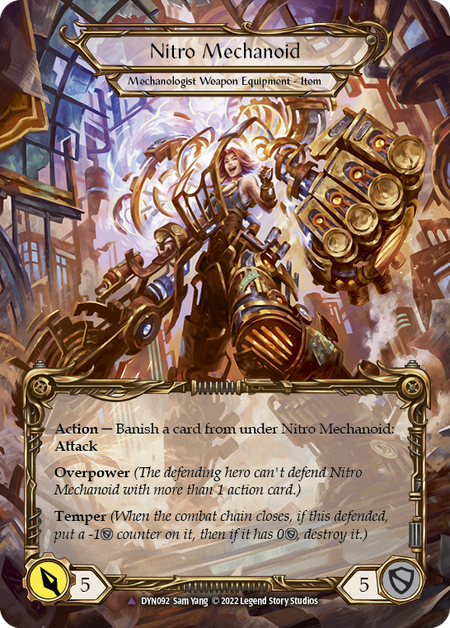 Nitro Mechanoid
Mechanologist Weapon Equipment - Item
Action — Banish a card from under Nitro Mechanoid:
Attack
Overpower (The defending hero can't defend Nitro
Mechanoid with more than 1 action card.)
Temper (When the combat chain closes, if this defended,
put a -1 counter on it, then if it has 0, destroy it.)
5
5
DYN092 Sam Yang © 2022 Legend Story Studios